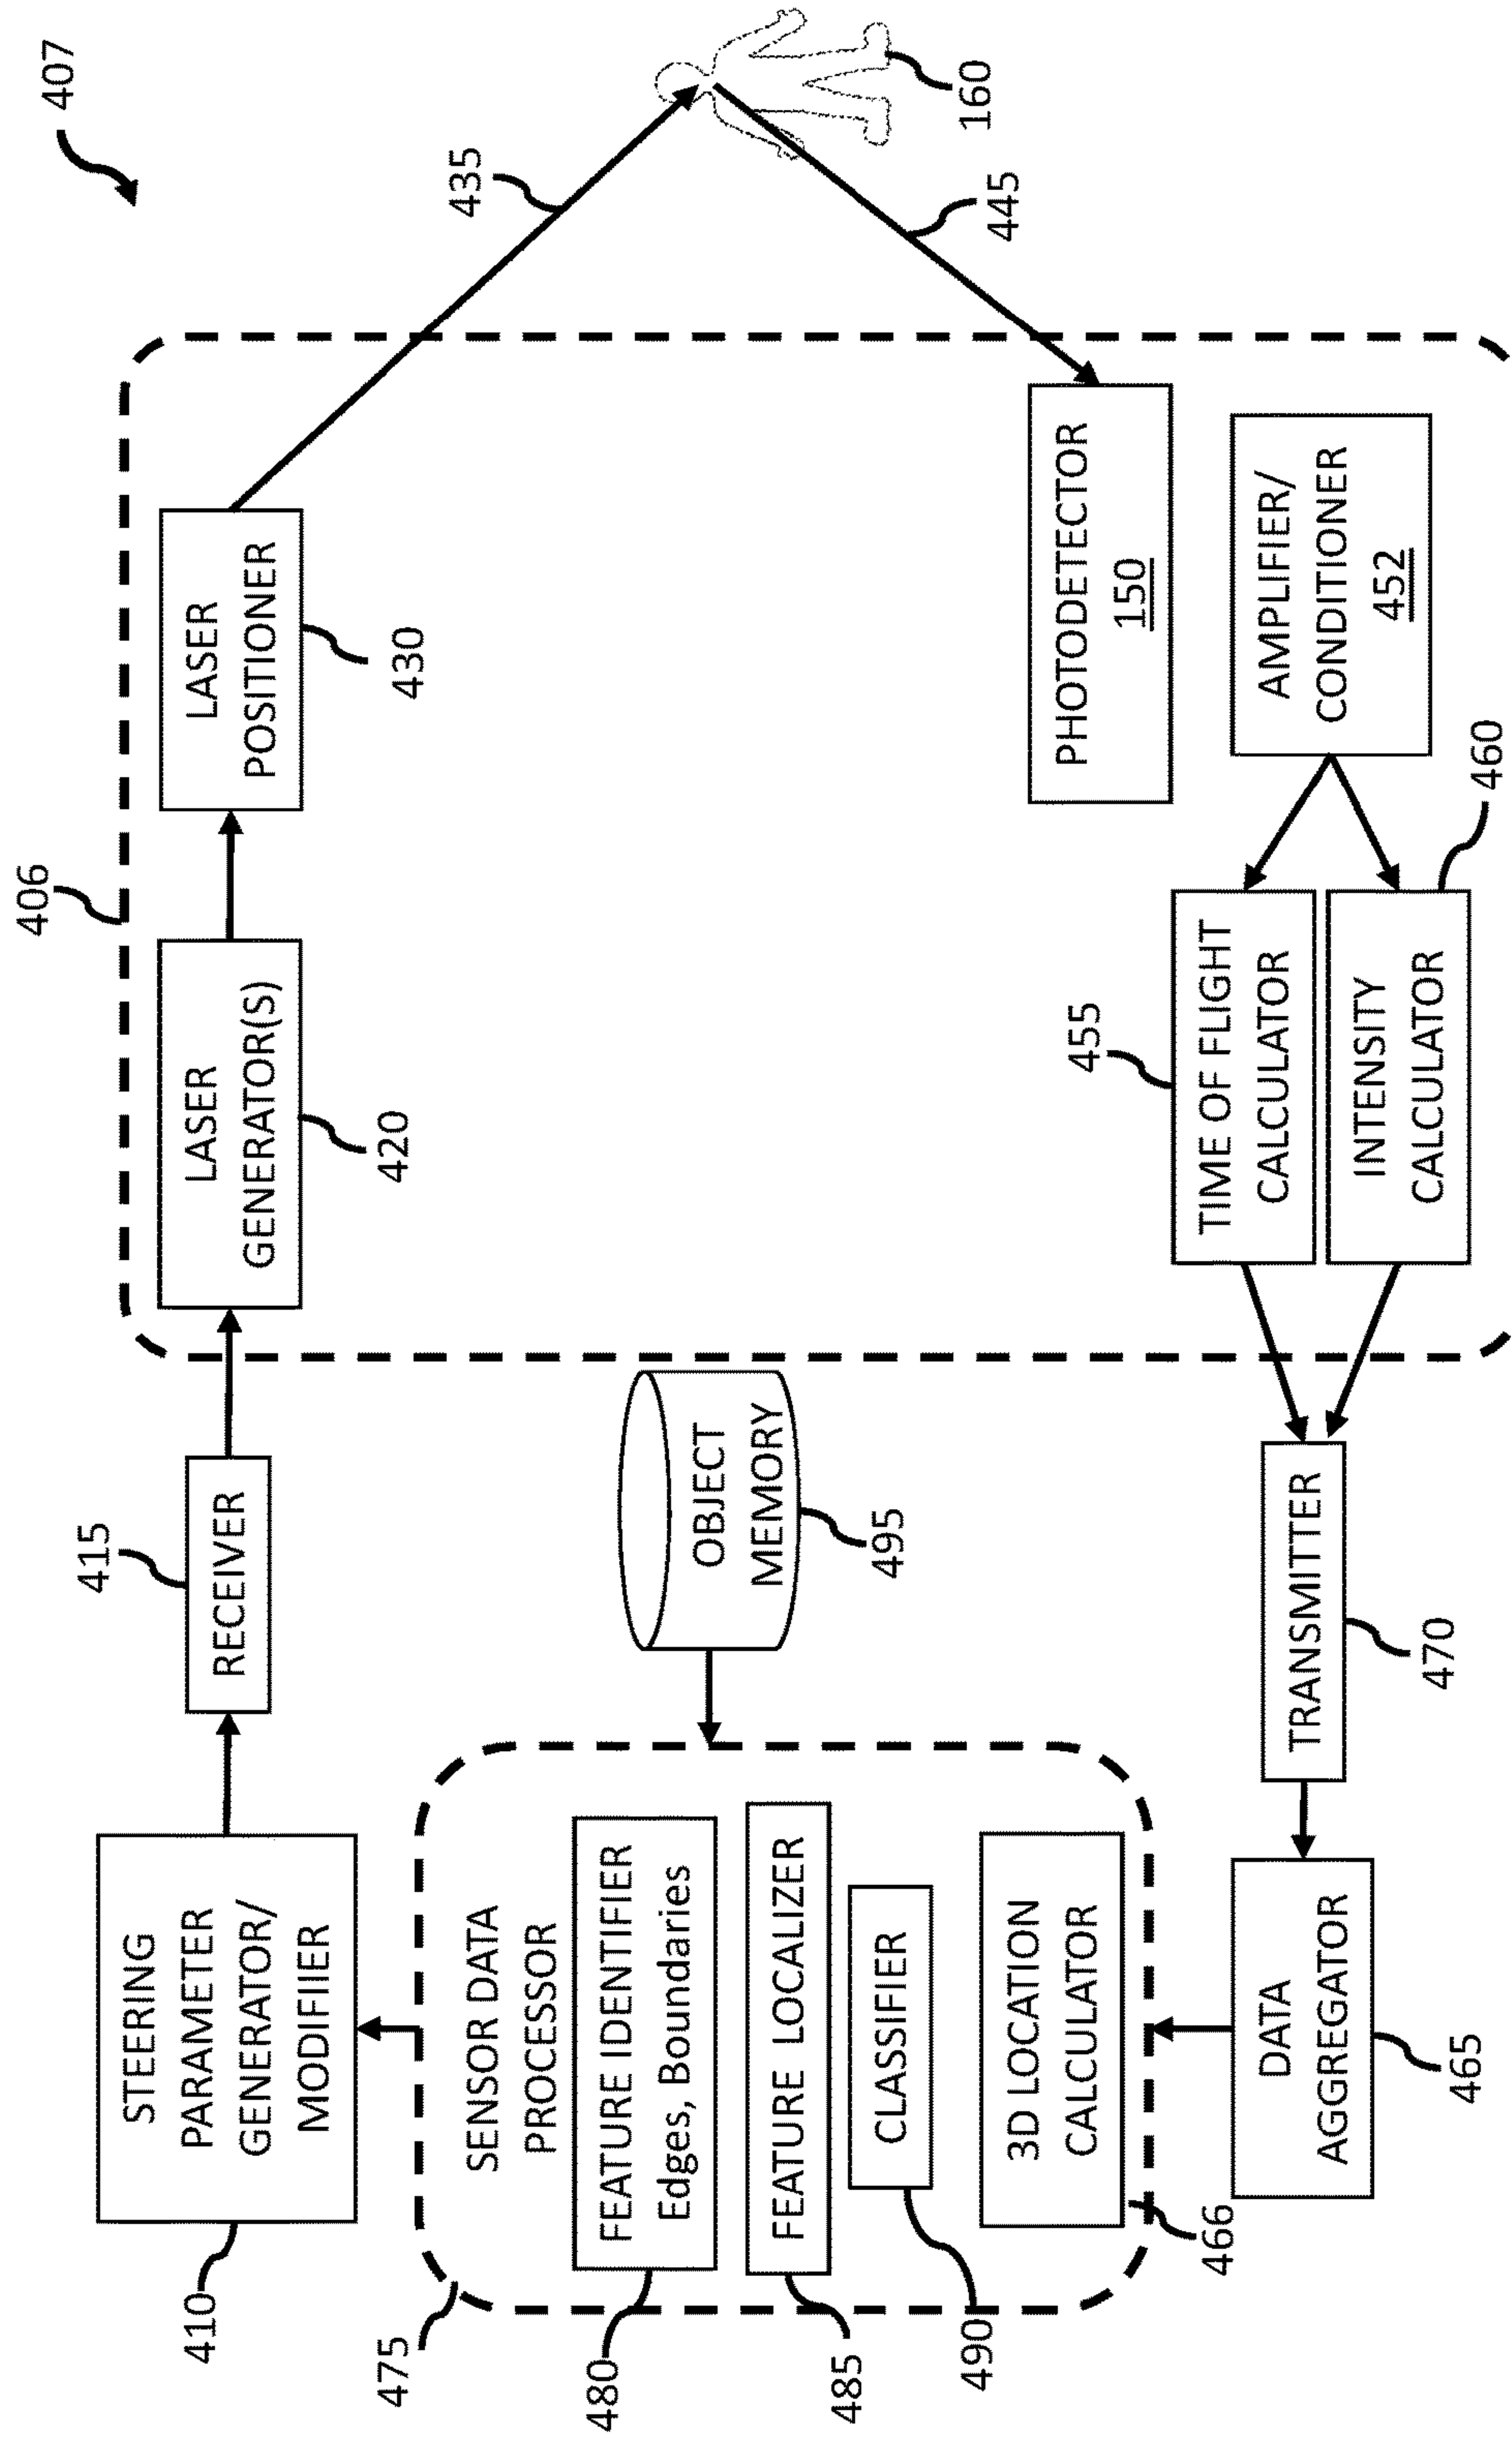 407
406
STEERING
PARAMETER
GENERATOR/
MODIFIIER
410
415
RECEIVER
LASER
GENERATOR(S)
420
LASER
POSITIONER
430
435
445
160
475
SENSOR DATA
PROCESSOR
FEATURE IDENTIFIER
Edges, Boundaries
480
FEATURE LOCALIZER
485
CLASSIFIER
490
3D LOCATION
CALCULATOR
466
OBJECT
MEMORY
495
PHOTODETECTOR
150
AMPLIFIER/
CONDITIONER
452
455
TIME OF FLIGHT
CALCULATOR
INTENSITY
CALCULATOR
460
TRANSMITTER
470
DATA
AGGREGATOR
465